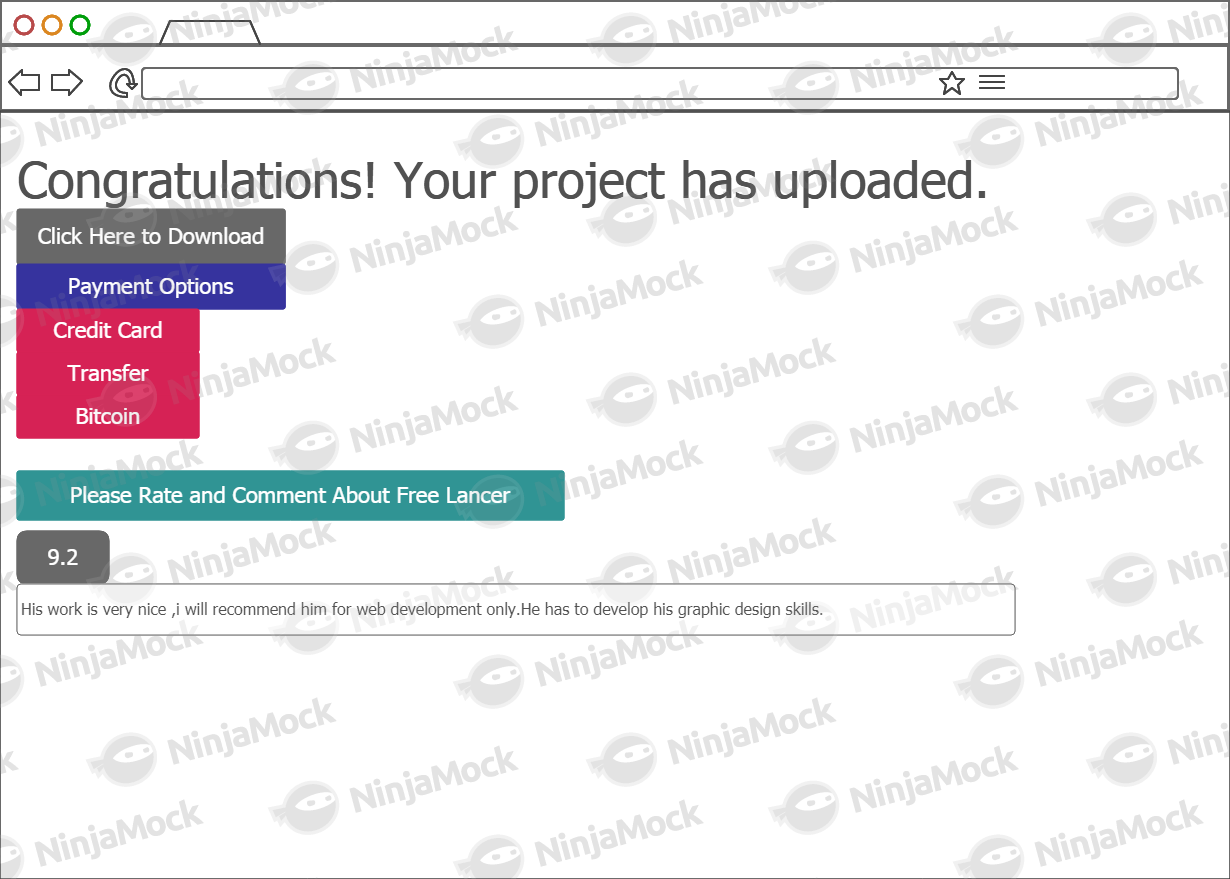 Congratulations! Your project has uploaded.
Click Here to Download
Payment Options
Credit Card
Transfer
Bitcoin
Please Rate and Comment About Free Lancer
9.2
His work is very nice ,i will recommend him for web development only.He has to develop his graphic design skills.
NinjaMock